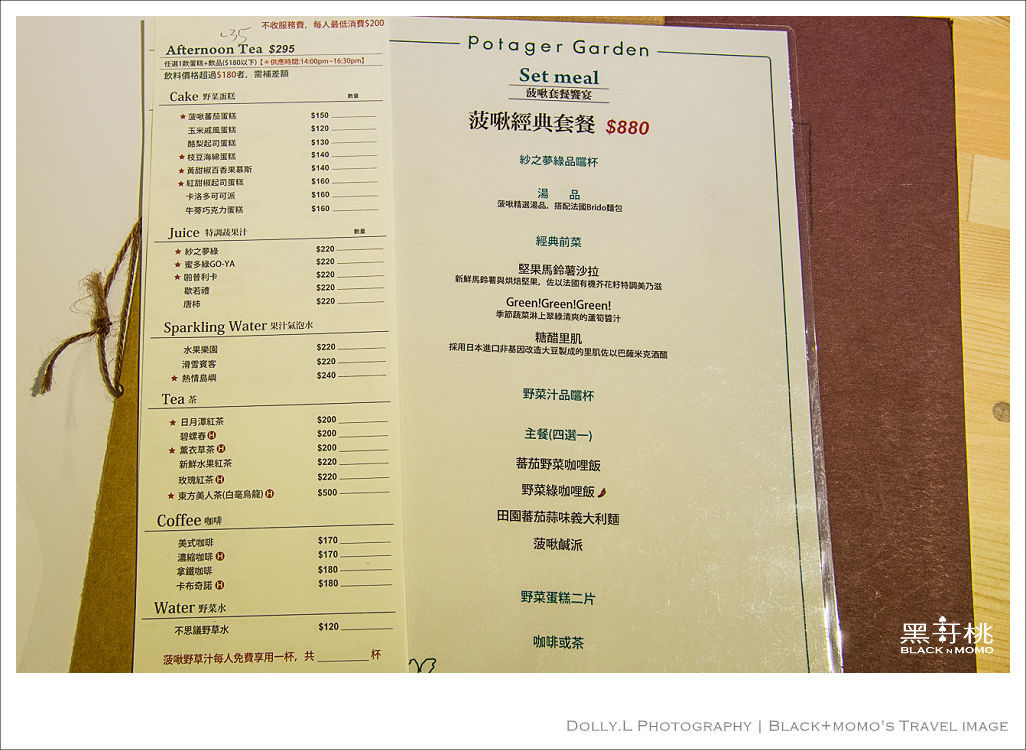 不收服務費，每人最低消費$200
-35
Afternoon Tea $295
任選1款蛋糕+飲品($180以下)【＋供應時間:14:00pm~16:30pm】
飲料價格超過$180者，需補差額
Cake 野菜蛋糕 數量
★ 菠啾蕃茄蛋糕 $150
玉米戚風蛋糕 $120
酪梨起司蛋糕 $130
★ 枝豆海綿蛋糕 $140
★ 黃甜椒百香果慕斯 $140
★ 紅甜椒起司蛋糕 $160
卡洛多可可派 $160
牛蒡巧克力蛋糕 $160
Juice 特調蔬果汁 數量
★ 紗之夢綠 $220
★ 蜜多綠GO-YA $220
★ 啪普利卡 $220
歇若禮 $220
唐柿 $220
Sparkling Water 果汁氣泡水
水果樂園 $220
滑雪賓客 $220
★ 熱情島嶼 $240
Tea 茶
★ 日月潭紅茶 $200
碧螺春 H $200
★ 薰衣草茶 H $200
新鮮水果紅茶 $220
玫瑰紅茶 H $220
★ 東方美人茶(白毫烏龍) H $500
Coffee 咖啡
美式咖啡 $170
濃縮咖啡 H $170
拿鐵咖啡 $180
卡布奇諾 H $180
Water 野菜水
不思議野草水 $120
菠啾野草汁每人免費享用一杯，共 ________ 杯
Potager Garden
Set meal
菠啾套餐饗宴
菠啾經典套餐 $880
紗之夢綠品嚐杯
湯 品
菠啾精選湯品，搭配法國Brido麵包
經典前菜
堅果馬鈴薯沙拉
新鮮馬鈴薯與烘焙堅果，佐以法國有機芥花籽特調美乃滋
Green!Green!Green!
季節蔬菜淋上翠綠清爽的蘆筍醬汁
糖醋里肌
採用日本進口非基因改造大豆製成的里肌佐以巴薩米克酒醋
野菜汁品嚐杯
主餐(四選一)
蕃茄野菜咖哩飯
野菜綠咖哩飯
田園蕃茄蒜味義大利麵
菠啾鹹派
野菜蛋糕二片
咖啡或茶
BLACK N MOMO
Dolly.L Photography | Black+momo's Travel image